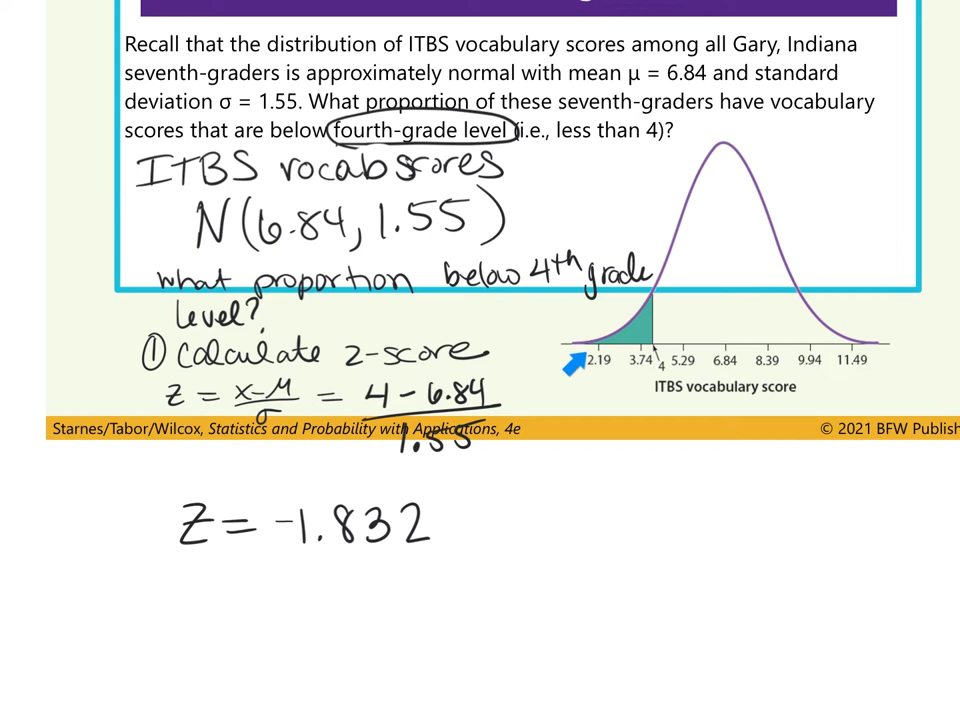 Recall that the distribution of ITBS vocabulary scores among all Gary, Indiana
seventh-graders is approximately normal with mean μ = 6.84 and standard
deviation σ = 1.55. What proportion of these seventh-graders have vocabulary
scores that are below fourth-grade level (i.e., less than 4)?
ITBS vocab scores
N(6.84, 1.55)
what proportion below 4th grade
level?
① Calculate z-score
z = x-μ/σ = 4 - 6.84/1.55
2.19 3.74 4 5.29 6.84 8.39 9.94 11.49
ITBS vocabulary score
Starnes/Tabor/Wilcox, Statistics and Probability with Applications, 4e
© 2021 BFW Publish
Z = -1.832